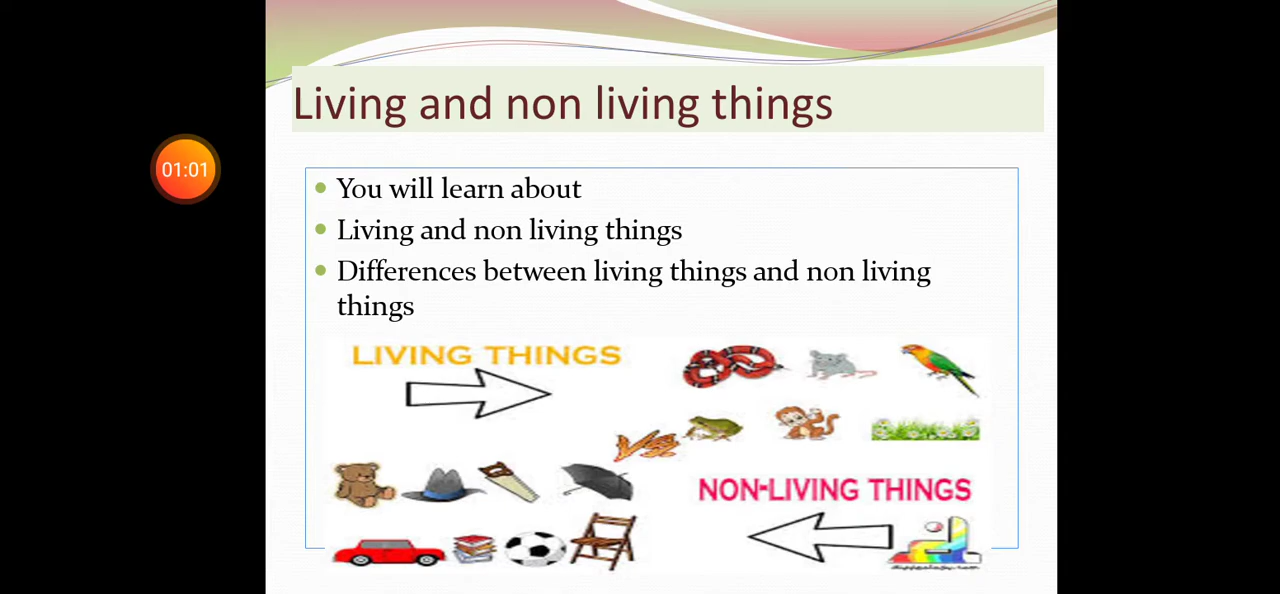 Living and non living things
01:01
You will learn about
Living and non living things
Differences between living things and non living
things
LIVING THINGS
VS
NON-LIVING THINGS